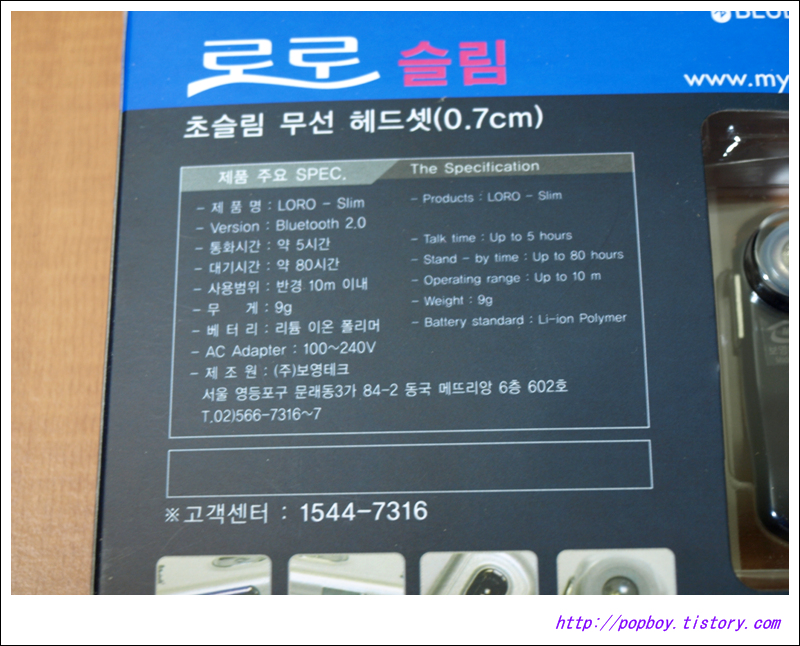 로루 슬림
www.my
초슬림 무선 헤드셋(0.7cm)
제품 주요 SPEC.
The Specification
- 제 품 명 : LORO - Slim
- Version : Bluetooth 2.0
- 통화시간 : 약 5시간
- 대기시간 : 약 80시간
- 사용범위 : 반경 10m 이내
- 무 게 : 9g
- 베 터 리 : 리튬 이온 폴리머
- AC Adapter : 100~240V
- 제 조 원 : (주)보영테크
서울 영등포구 문래동3가 84-2 동국 메뜨리앙 6층 602호
T.02)566-7316~7
- Products : LORO - Slim
- Talk time : Up to 5 hours
- Stand - by time : Up to 80 hours
- Operating range : Up to 10 m
- Weight : 9g
- Battery standard : Li-ion Polymer
※고객센터 : 1544-7316
http://popboy.tistory.com